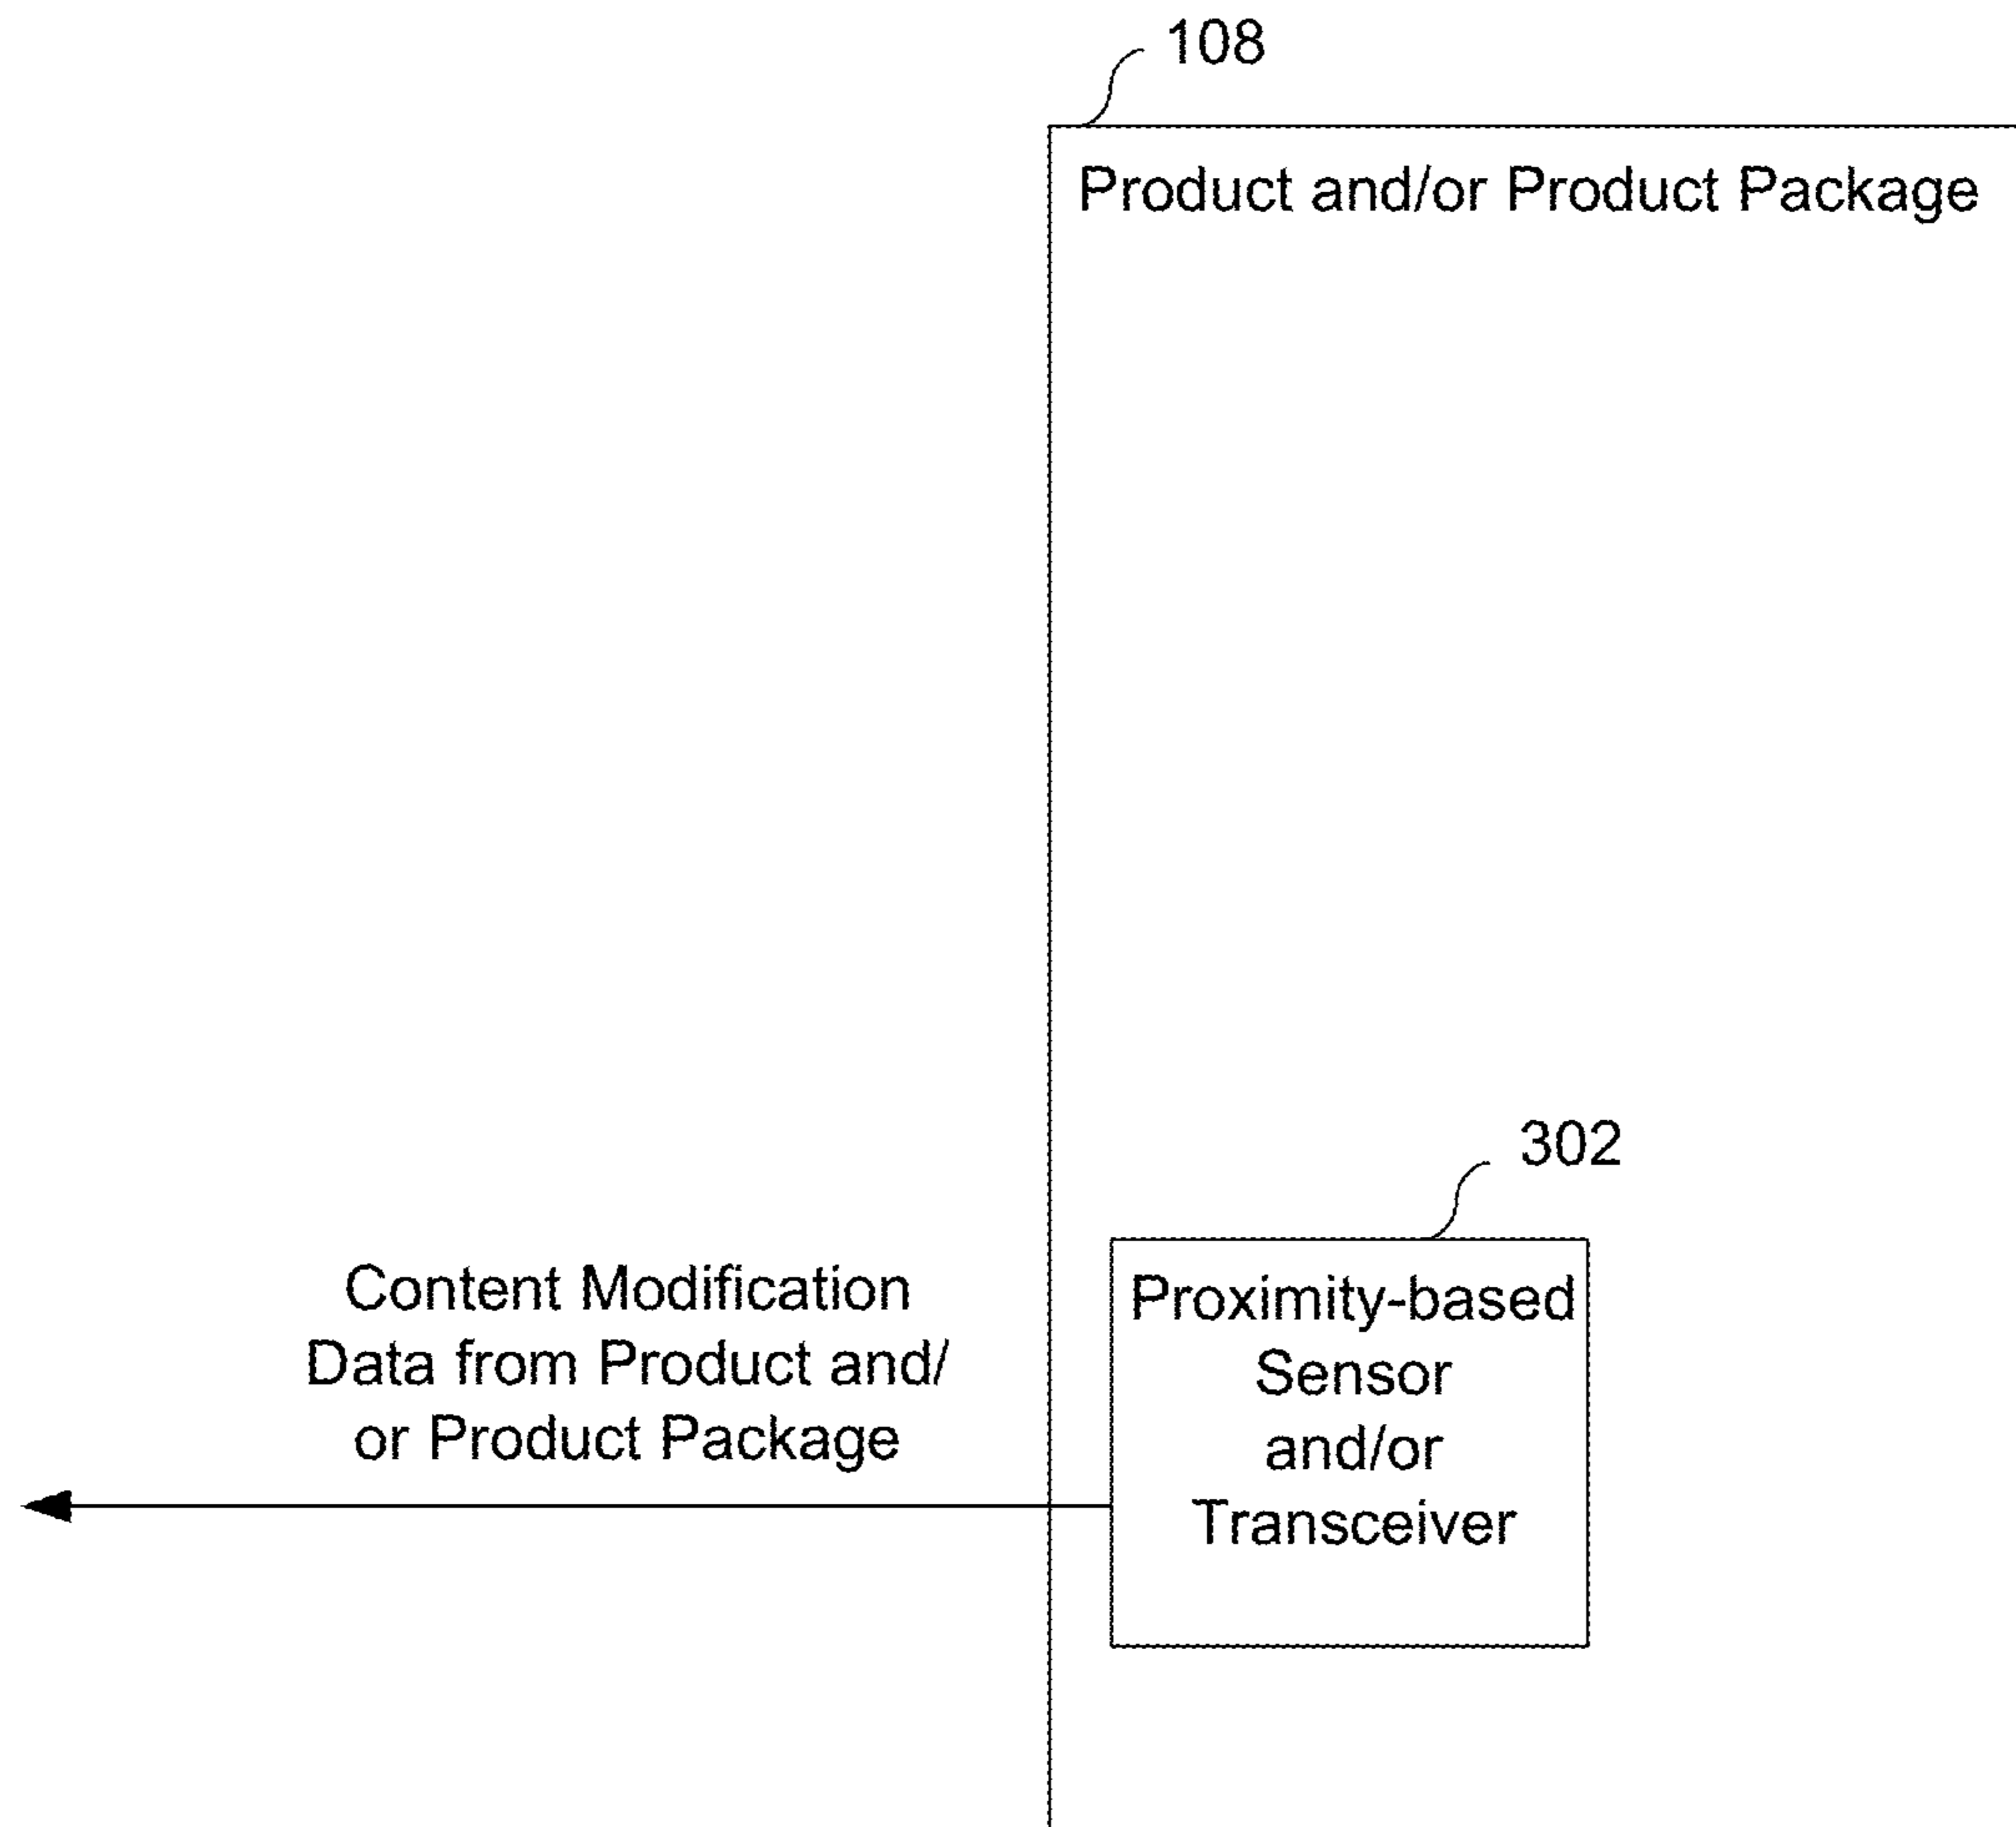 108
Product and/or Product Package
302
Content Modification
Data from Product and/
or Product Package
Proximity-based
Sensor
and/or
Transceiver